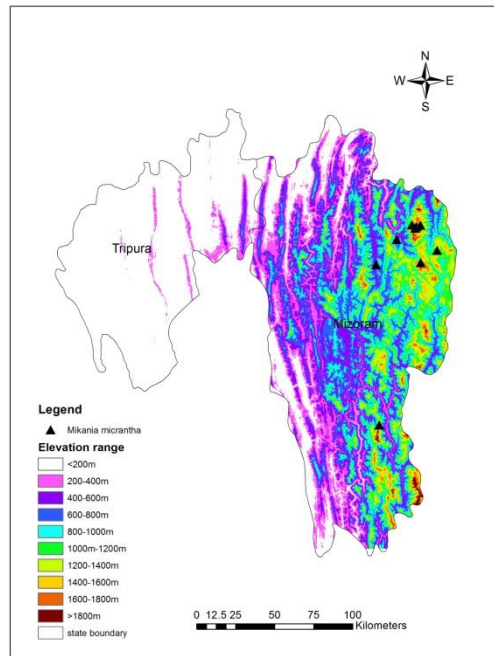 N
W E
S
Tripura
Mizoram
Legend
Mikania micrantha
Elevation range
<200m
200-400m
400-600m
600-800m
800-1000m
1000m-1200m
1200-1400m
1400-1600m
1600-1800m
>1800m
state boundary
0 12.5 25 50 75 100
Kilometers